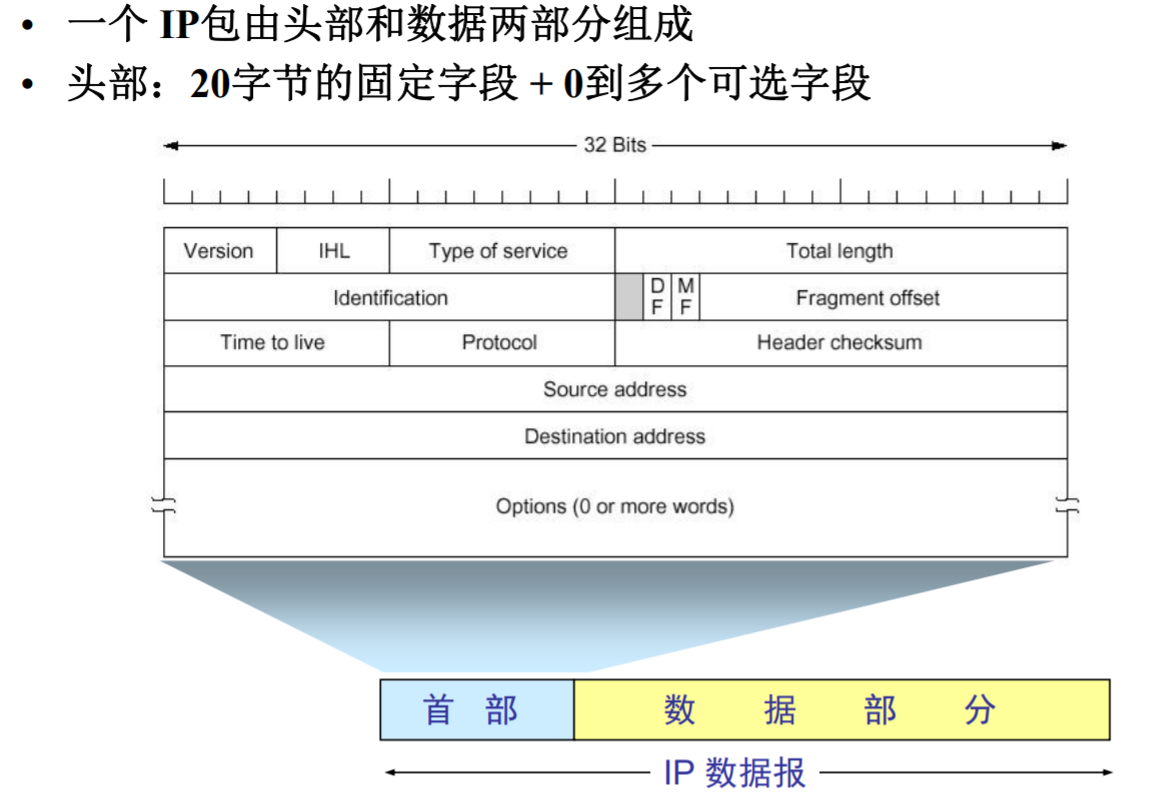 • 一个 IP包由头部和数据两部分组成
• 头部：20字节的固定字段 + 0到多个可选字段
32 Bits
Version IHL Type of service Total length
Identification DF MF Fragment offset
Time to live Protocol Header checksum
Source address
Destination address
Options (0 or more words)
首 部 数 据 部 分
IP 数据报